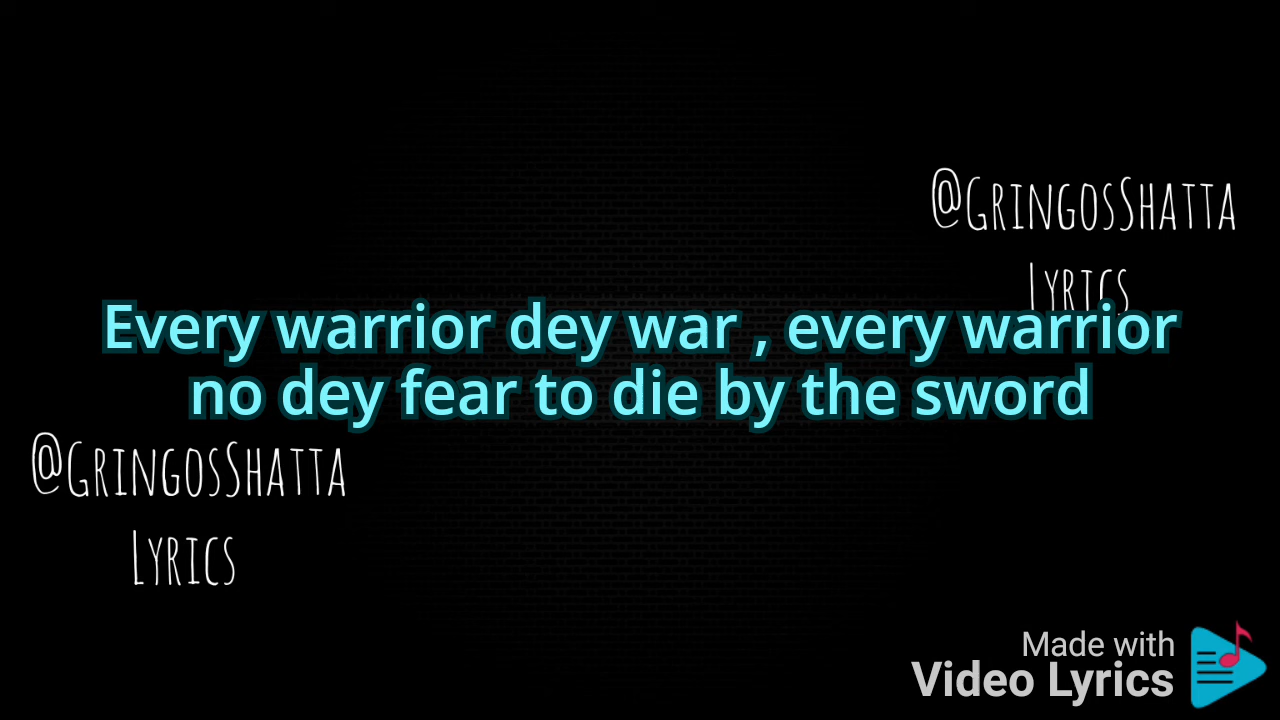 @GringosShatta
Lyrics
Every warrior dey war , every warrior
no dey fear to die by the sword
@GringosShatta
Lyrics
Made with
Video Lyrics